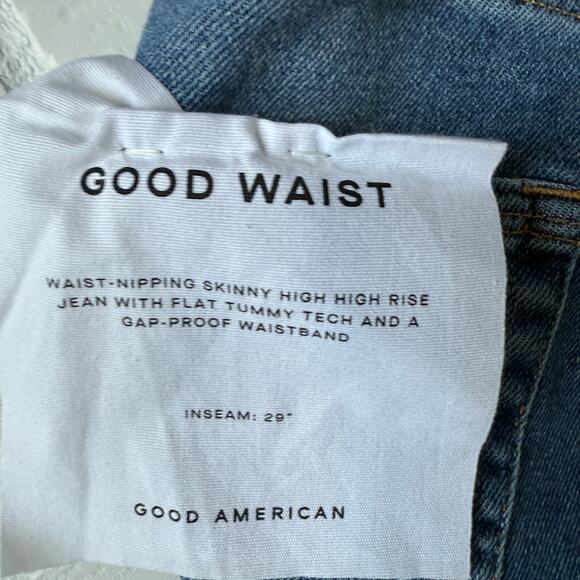 GOOD WAIST
WAIST-NIPPING SKINNY HIGH HIGH RISE
JEAN WITH FLAT TUMMY TECH AND A
GAP-PROOF WAISTBAND
INSEAM: 29"
GOOD AMERICAN